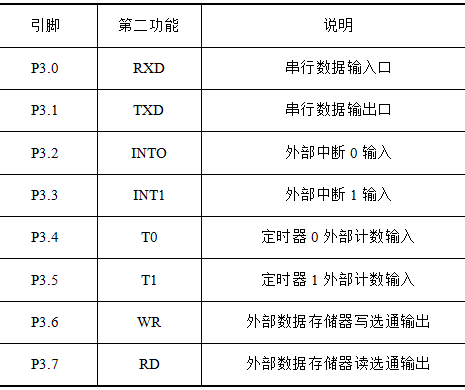 引脚 第二功能 说明
P3.0 RXD 串行数据输入口
P3.1 TXD 串行数据输出口
P3.2 INTO 外部中断 0 输入
P3.3 INT1 外部中断 1 输入
P3.4 T0 定时器 0 外部计数输入
P3.5 T1 定时器 1 外部计数输入
P3.6 WR 外部数据存储器写选通输出
P3.7 RD 外部数据存储器读选通输出